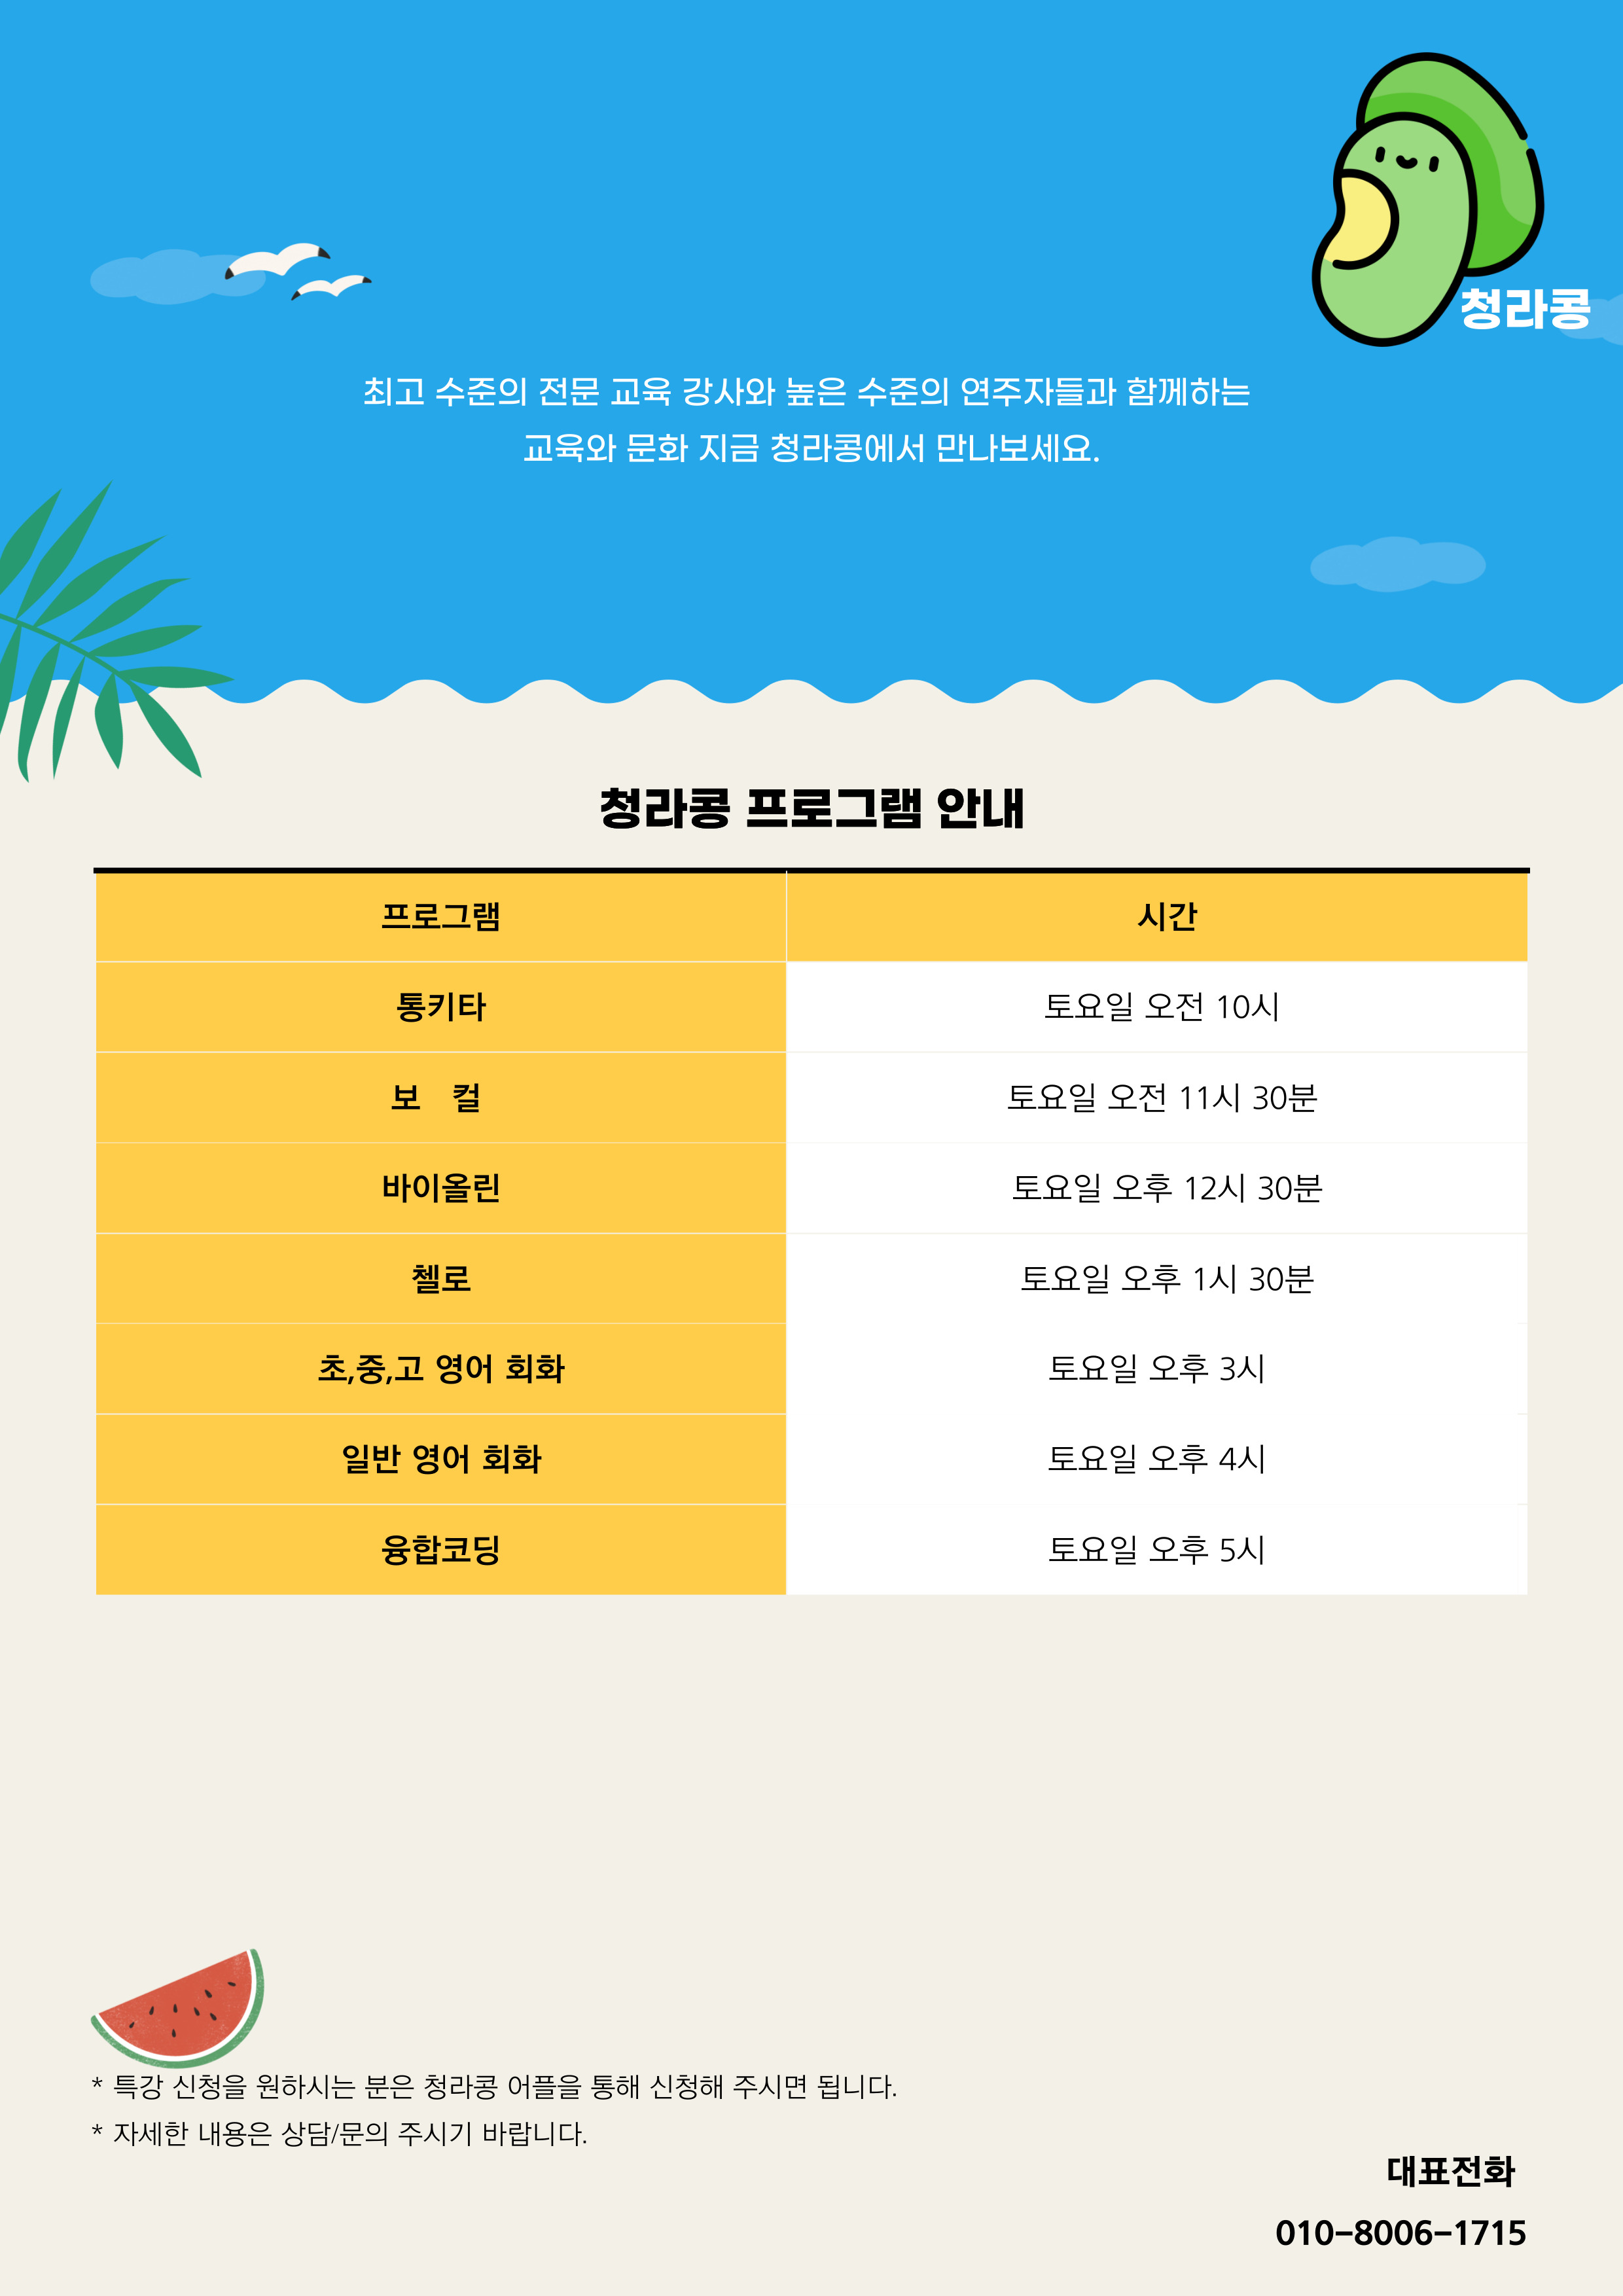 청라콩
최고 수준의 전문 교육 강사와 높은 수준의 연주자들과 함께하는
교육와 문화 지금 청라콩에서 만나보세요.
청라콩 프로그램 안내
프로그램 시간
통키타 토요일 오전 10시
보 컬 토요일 오전 11시 30분
바이올린 토요일 오후 12시 30분
첼로 토요일 오후 1시 30분
초,중,고 영어 회화 토요일 오후 3시
일반 영어 회화 토요일 오후 4시
융합코딩 토요일 오후 5시
* 특강 신청을 원하시는 분은 청라콩 어플을 통해 신청해 주시면 됩니다.
* 자세한 내용은 상담/문의 주시기 바랍니다.
대표전화
010-8006-1715